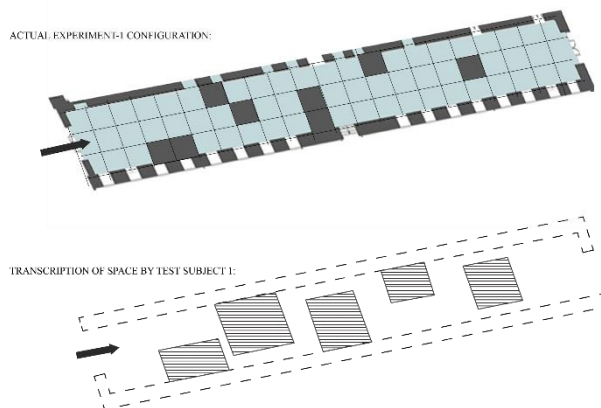 ACTUAL EXPERIMENT-1 CONFIGURATION:
TRANSCRIPTION OF SPACE BY TEST SUBJECT 1: